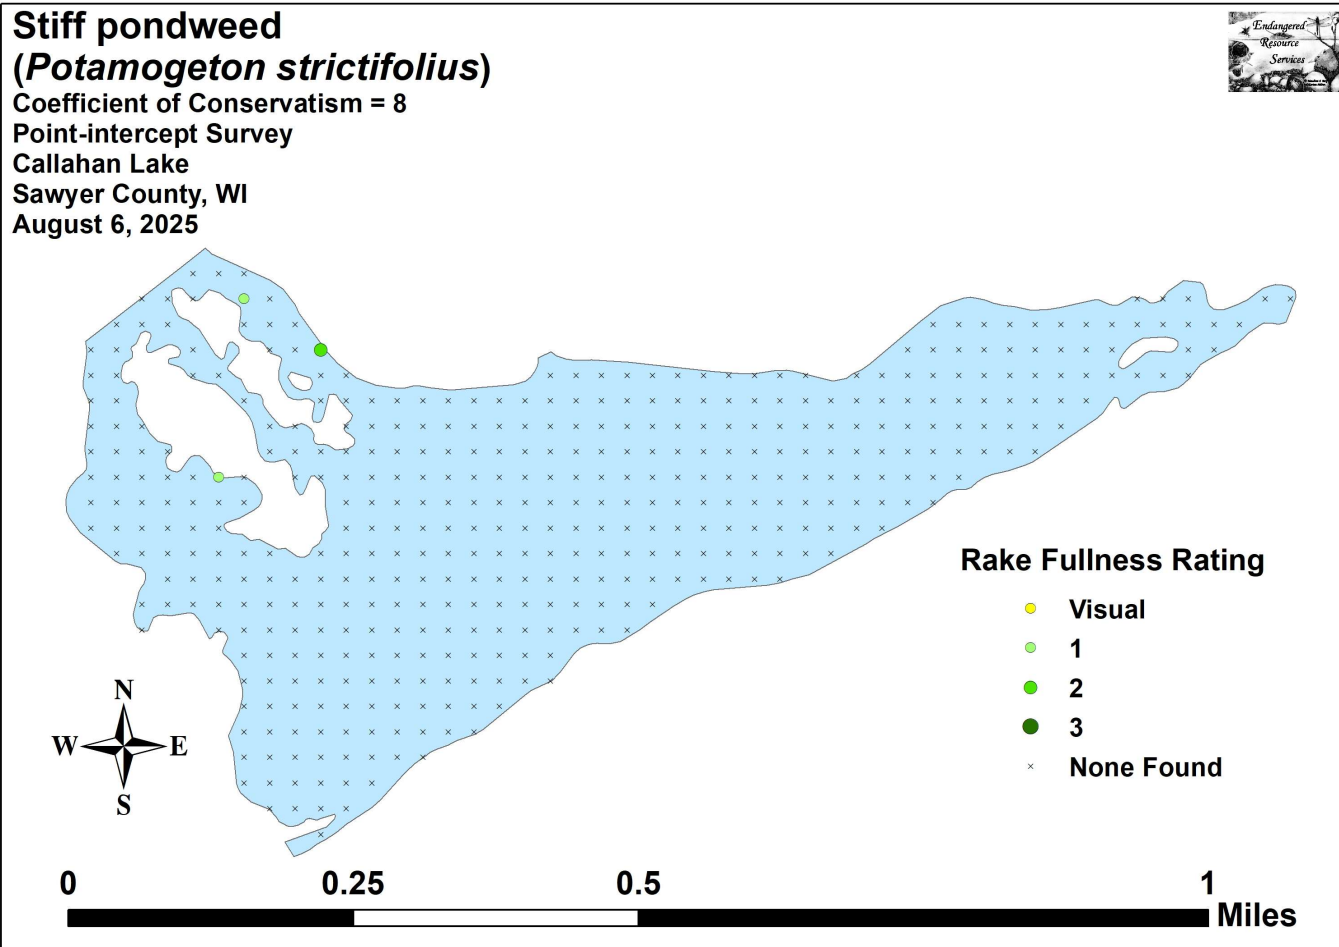 Stiff pondweed
(Potamogeton strictifolius)
Coefficient of Conservatism = 8
Point-intercept Survey
Callahan Lake
Sawyer County, WI
August 6, 2025
Endangered
Resource
Services
Rake Fullness Rating
Visual
1
2
3
None Found
N
W E
S
0 0.25 0.5 1
Miles